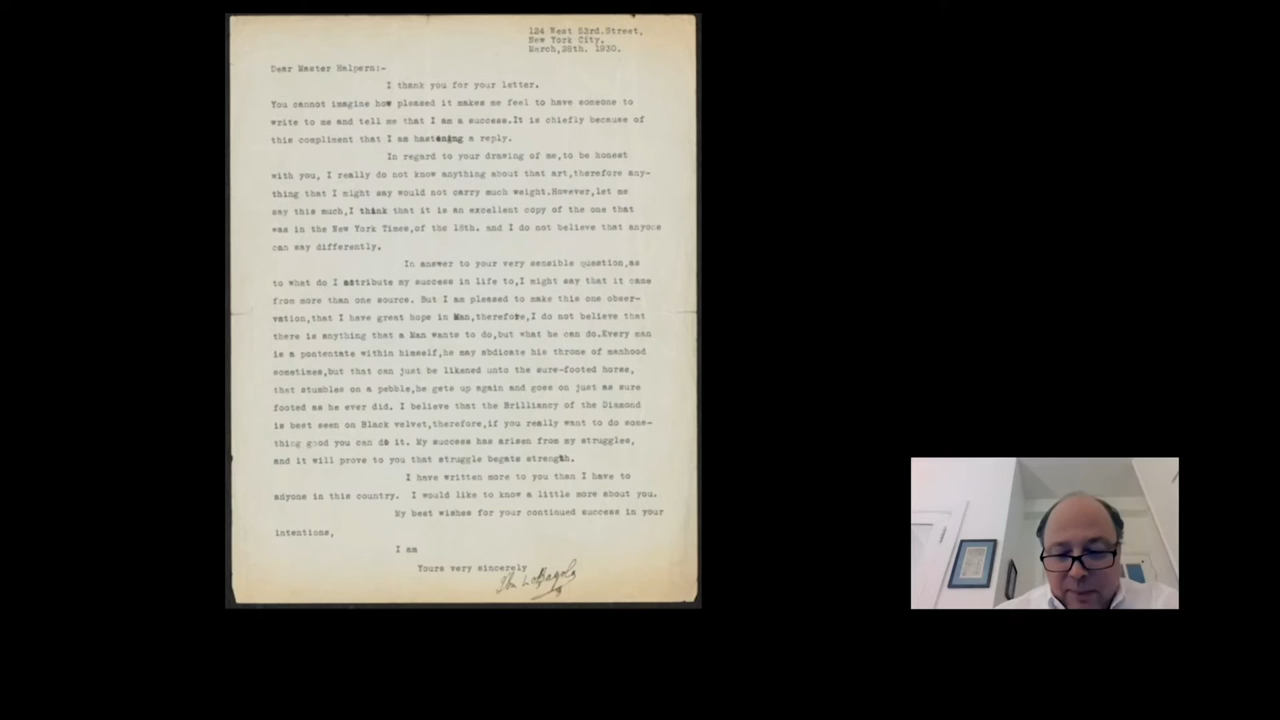 124 West 53rd.Street,
New York City.
March,28th. 1930.
Dear Master Halpern:-
I thank you for your letter.
You cannot imagine how pleased it makes me feel to have someone to
write to me and tell me that I am a success.It is chiefly because of
this compliment that I am hastening a reply.
In regard to your drawing of me,to be honest
with you, I really do not know anything about that art,therefore any-
thing that I might say would not carry much weight.However,let me
say this much,I think that it is an excellent copy of the one that
was in the New York Times,of the 18th. and I do not believe that anyone
can say differently.
In answer to your very sensible question,as
to what do I attribute my success in life to,I might say that it came
from more than one source. But I am pleased to make this one obser-
vation,that I have great hope in Man,therefore,I do not believe that
there is anything that a Man wants to do,but what he can do.Every man
is a pontentate within himself,he may abdicate his throne of manhood
sometimes,but that can just be likened unto the sure-footed horse,
that stumbles on a pebble,he gets up again and goes on just as sure
footed as he ever did. I believe that the Brilliancy of the Diamond
is best seen on Black velvet,therefore,if you really want to do some-
thing good you can do it. My success has arisen from my struggles,
and it will prove to you that struggle begats strength.
I have written more to you than I have to
anyone in this country. I would like to know a little more about you.
My best wishes for your continued success in your
intentions,
I am
Yours very sincerely
LoBagola